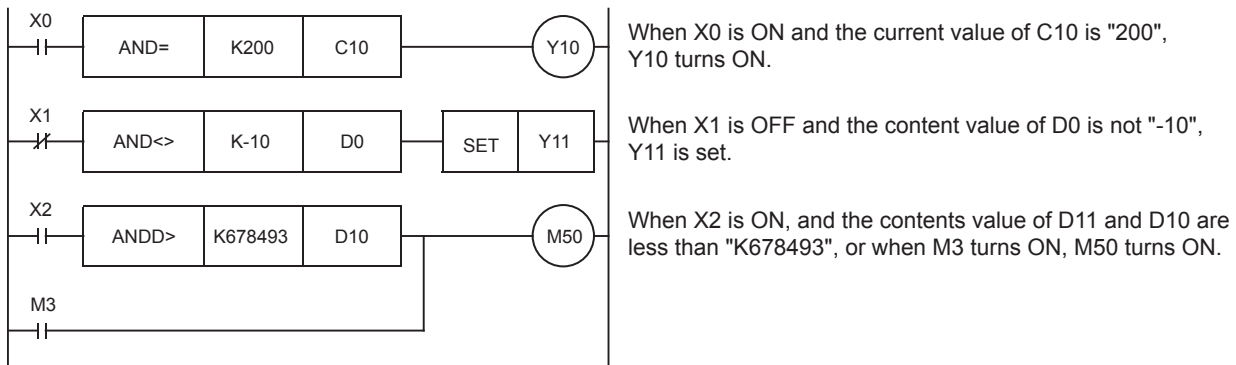 X0
AND= K200 C10 Y10
When X0 is ON and the current value of C10 is "200",
Y10 turns ON.
X1
AND<> K-10 D0 SET Y11
When X1 is OFF and the content value of D0 is not "-10",
Y11 is set.
X2
ANDD> K678493 D10 M50
When X2 is ON, and the contents value of D11 and D10 are
less than "K678493", or when M3 turns ON, M50 turns ON.
M3